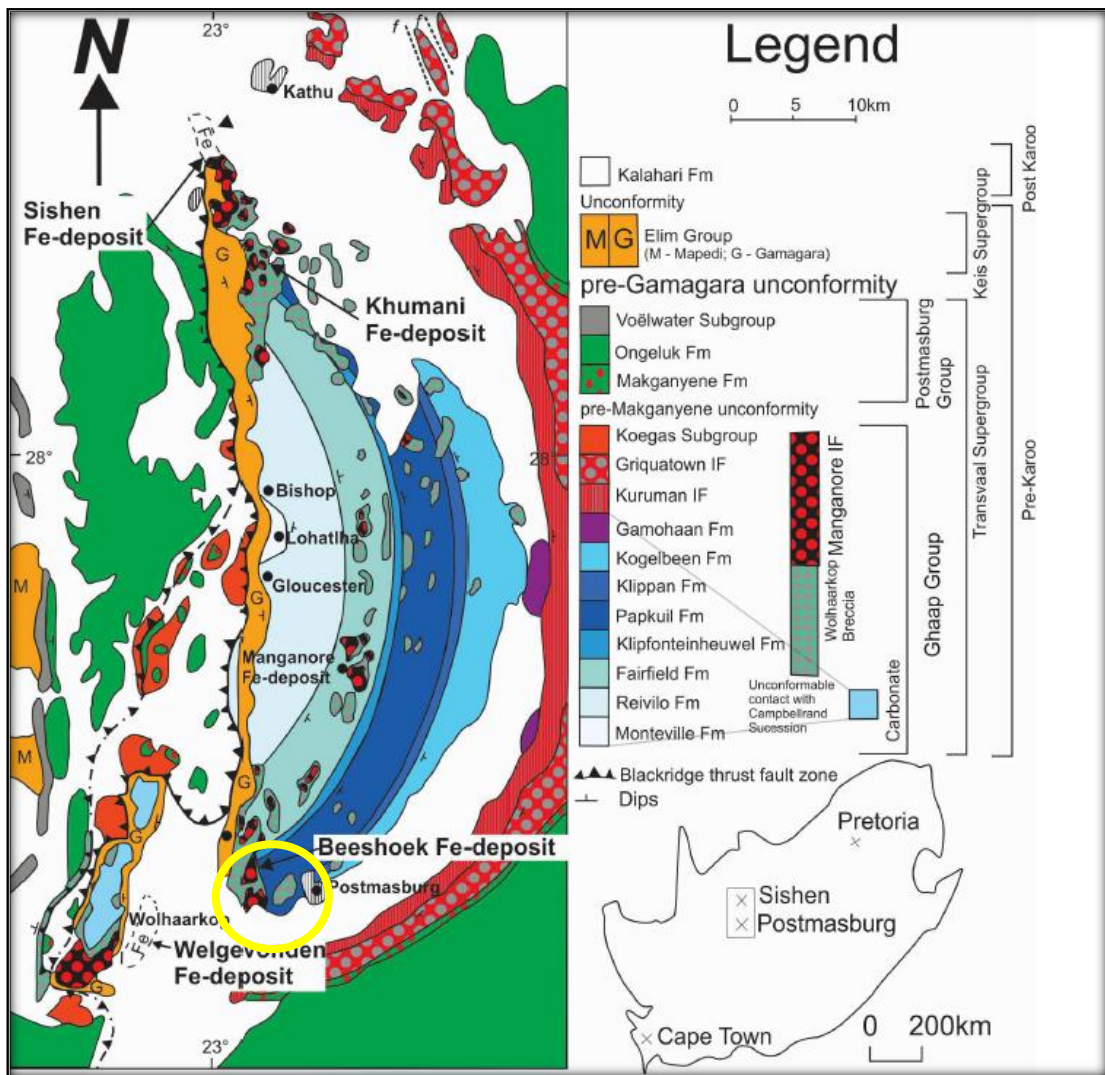 N
23°
f
f
Kathu
Fe
Sishen
Fe-deposit
G
Khumani
Fe-deposit
28°
28°
Bishop
Lohatlha
Gloucester
G
M
Manganore
Fe-deposit
M
G
G
Beeshoek Fe-deposit
Postmasburg
Wolhaarkop
Fe
Welgevonden
Fe-deposit
G
23°
Legend
0 5 10km
Kalahari Fm
Unconformity
M G
Elim Group
(M - Mapedi; G - Gamagara)
pre-Gamagara unconformity
Voëlwater Subgroup
Ongeluk Fm
Makganyene Fm
pre-Makganyene unconformity
Koegas Subgroup
Griquatown IF
Kuruman IF
Gamohaan Fm
Kogelbeen Fm
Klippan Fm
Papkuil Fm
Klipfonteinheuwel Fm
Fairfield Fm
Reivilo Fm
Monteville Fm
Manganore IF
Wolhaarkop
Breccia
Unconformable
contact with
Campbellrand
Sucession
Carbonate
Postmasburg
Group
Ghaap Group
Keis Supergroup
Transvaal Supergroup
Post Karoo
Pre-Karoo
Blackridge thrust fault zone
Dips
Pretoria
Sishen
Postmasburg
Cape Town
0 200km